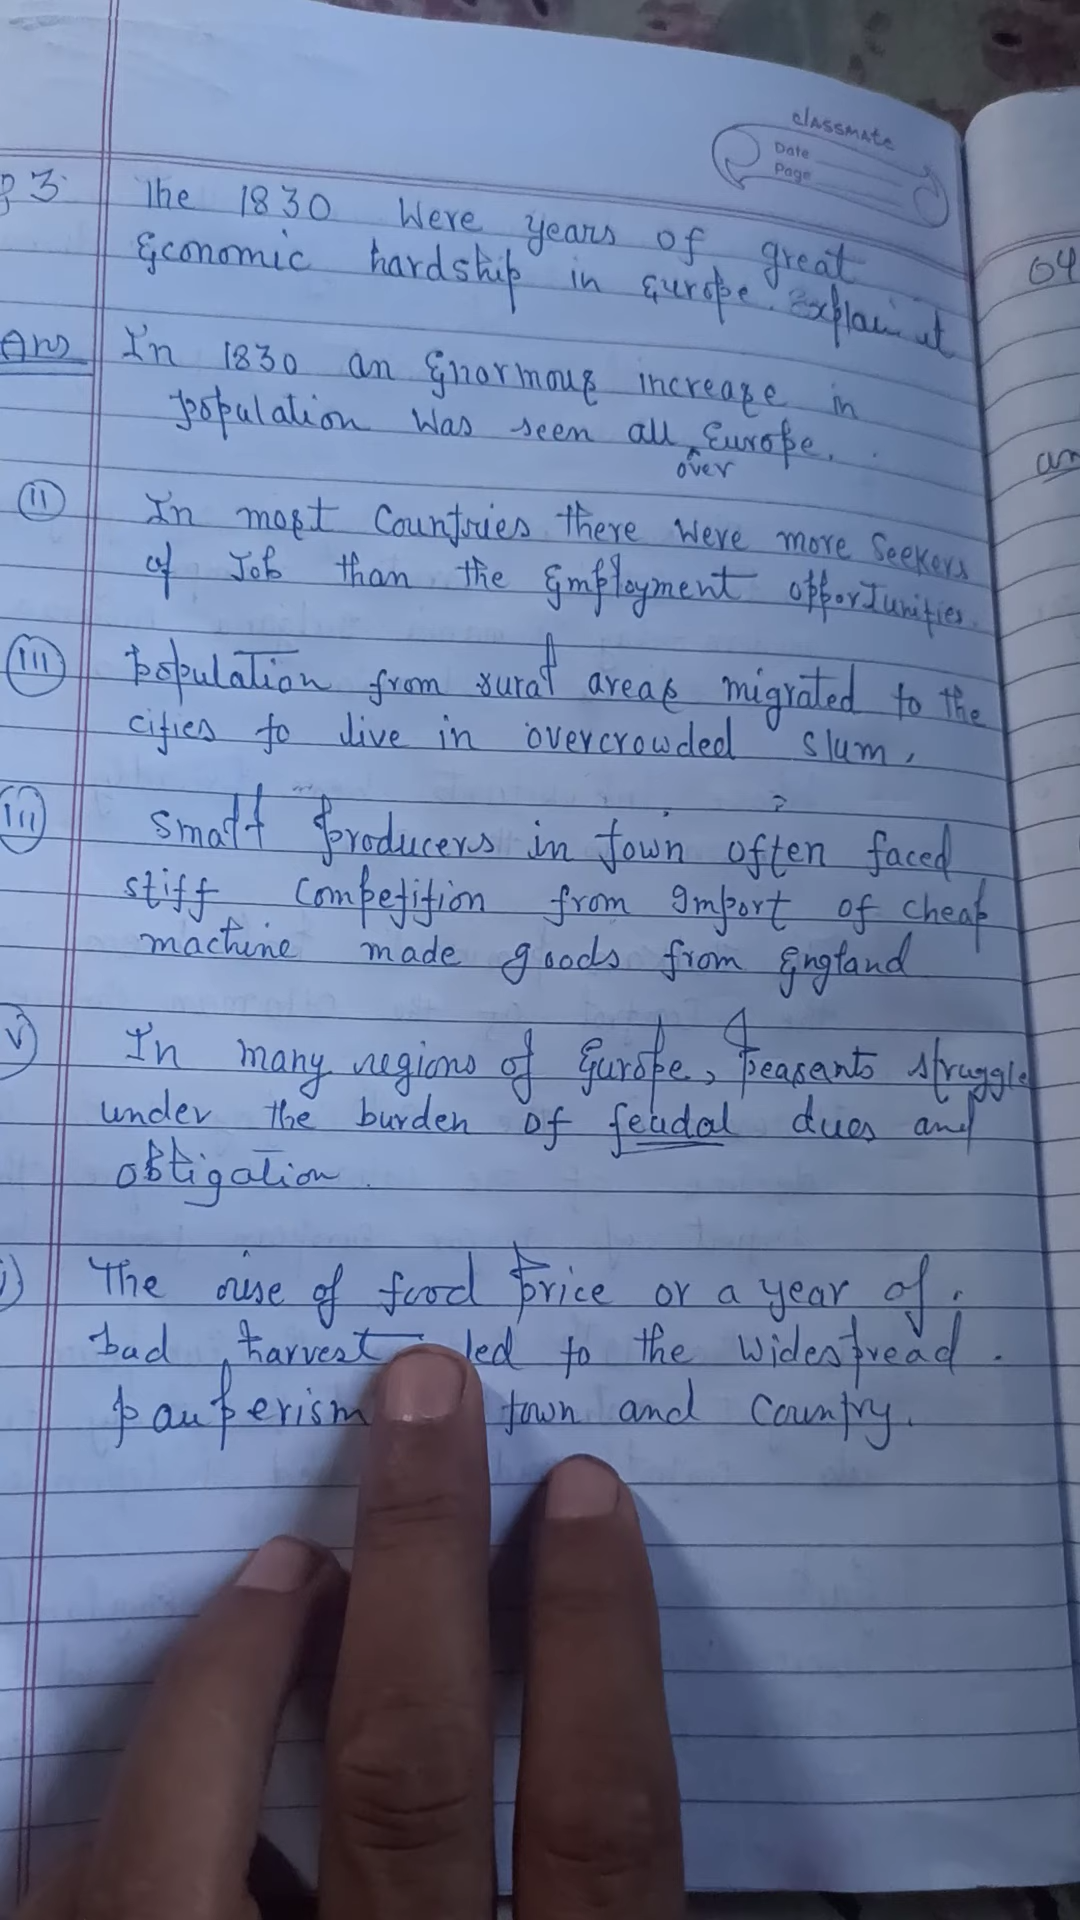 classmate
Date
Page
Q3. The 1830 Were years of great
Economic hardship in Europe. Explain it
Ans In 1830 an Enormous increase in
population Was seen all Europe.
over
(ii) In most Countries there Were more Seekers
of Job than the Employment opportunities.
(iii) population from rural areas migrated to the
cities to live in overcrowded slum.
(iii) Small producers in town often faced
stiff Competition from Import of cheap
machine made goods from England
v) In many regions of Europe, peasants struggle
under the burden of feudal dues and
obligation.
i) The rise of food price or a year of
bad harvest led to the Widespread
pauperism town and Country.
04
an